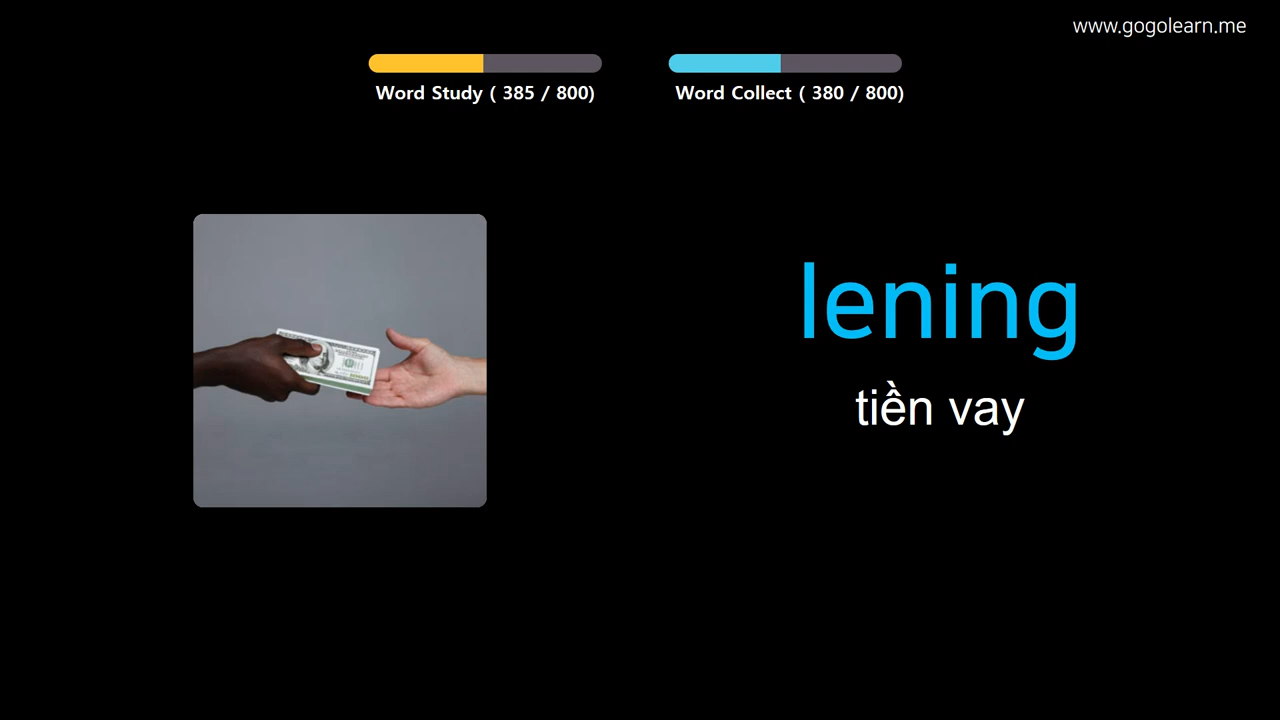 www.gogolearn.me
Word Study ( 385 / 800)
Word Collect ( 380 / 800)
lening
tiền vay